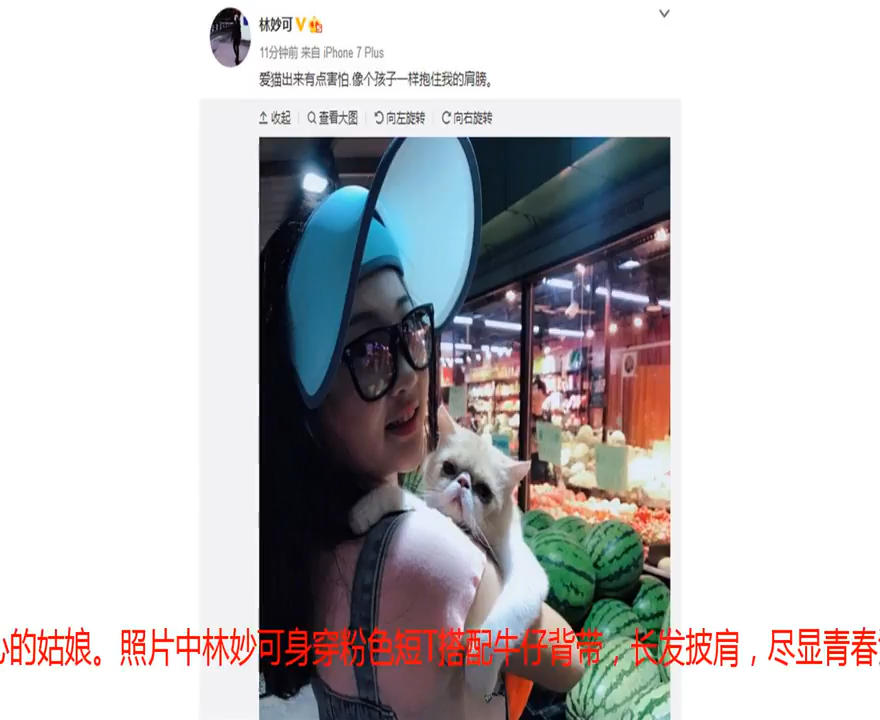 林妙可
11分钟前 来自 iPhone 7 Plus
爱猫出来有点害怕.像个孩子一样抱住我的肩膀。
收起 查看大图 向左旋转 向右旋转
的姑娘。照片中林妙可身穿粉色短T搭配牛仔背带，长发披肩，尽显青春